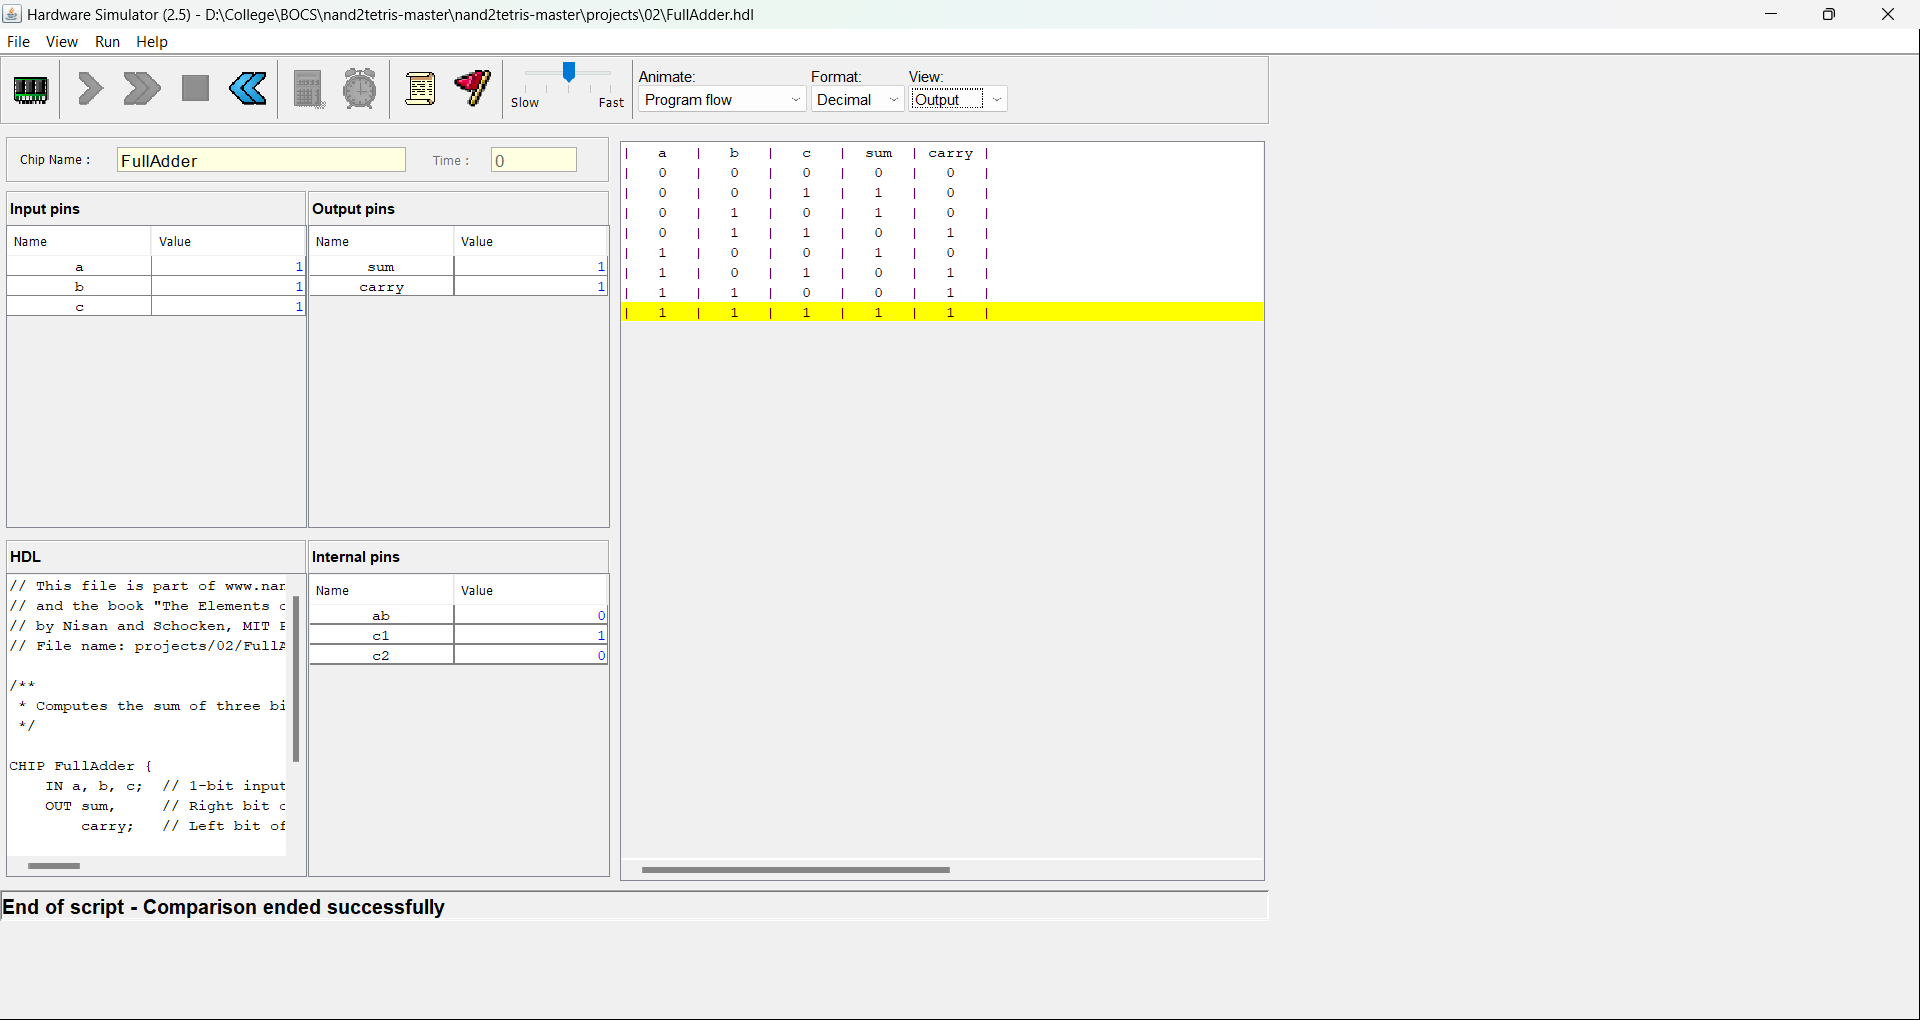 Hardware Simulator (2.5) - D:\College\BOCS\nand2tetris-master\nand2tetris-master\projects\02\FullAdder.hdl
File View Run Help
Slow Fast
Animate: Format: View:
Program flow Decimal Output
Chip Name : FullAdder Time : 0
Input pins
Name Value
a 1
b 1
c 1
Output pins
Name Value
sum 1
carry 1
| a | b | c | sum | carry |
| 0 | 0 | 0 | 0 | 0 |
| 0 | 0 | 1 | 1 | 0 |
| 0 | 1 | 0 | 1 | 0 |
| 0 | 1 | 1 | 0 | 1 |
| 1 | 0 | 0 | 1 | 0 |
| 1 | 0 | 1 | 0 | 1 |
| 1 | 1 | 0 | 0 | 1 |
| 1 | 1 | 1 | 1 | 1 |
HDL
// This file is part of www.nan
// and the book "The Elements
// by Nisan and Schocken, MIT
// File name: projects/02/FullA
/**
* Computes the sum of three bi
*/
CHIP FullAdder {
IN a, b, c; // 1-bit input
OUT sum, // Right bit
carry; // Left bit of
Internal pins
Name Value
ab 0
c1 1
c2 0
End of script - Comparison ended successfully